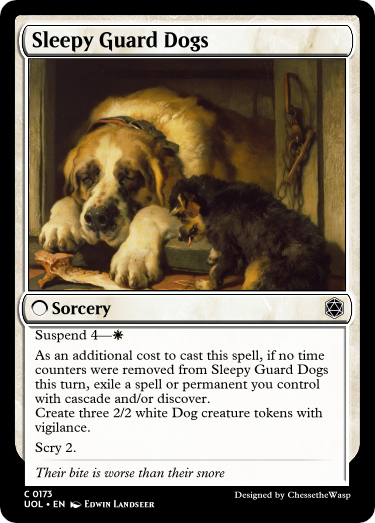 Sleepy Guard Dogs
Sorcery
Suspend 4—
As an additional cost to cast this spell, if no time
counters were removed from Sleepy Guard Dogs
this turn, exile a spell or permanent you control
with cascade and/or discover.
Create three 2/2 white Dog creature tokens with
vigilance.
Scry 2.
Their bite is worse than their snore
C 0173
UOL • EN Edwin Landseer
Designed by ChessetheWasp